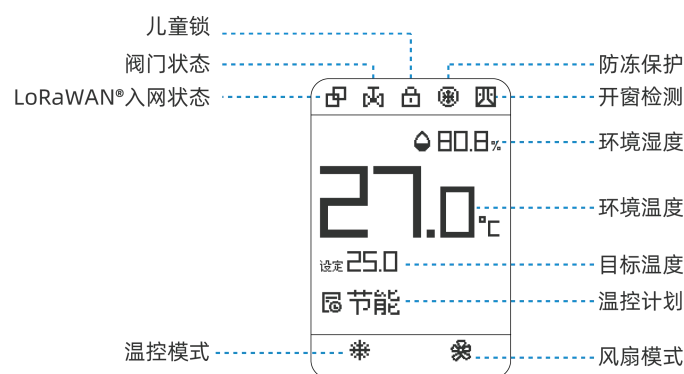 儿童锁
阀门状态
防冻保护
LoRaWAN®入网状态
开窗检测
80.8%
环境湿度
27.0℃
环境温度
设定25.0
目标温度
节能
温控计划
温控模式
风扇模式